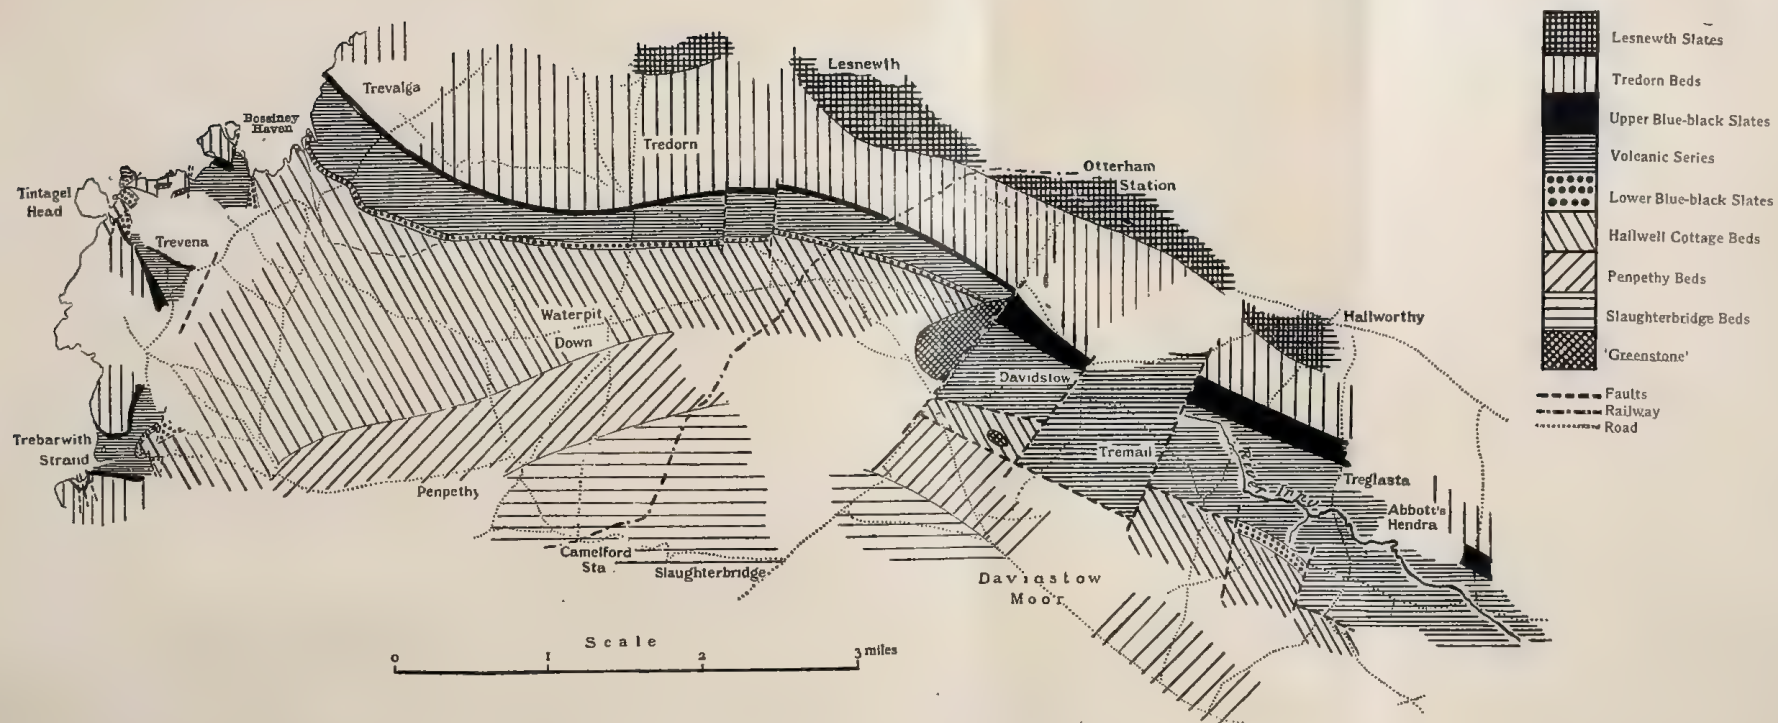 Lesnewth
Trevalga
Bossiney
Haven
Tredorn
Otterham
Station
Tintagel
Head
Trevena
Waterpit
Down
Hallworthy
Davidstow
Trebarwith
Strand
Penpethy
Tremail
River Inny
Treglasta
Abbott's
Hendra
Camelford
Sta
Slaughterbridge
Davidstow
Moor
Scale
0 1 2 3 miles
Lesnewth Slates
Tredorn Beds
Upper Blue-black Slates
Volcanic Series
Lower Blue-black Slates
Hallwell Cottage Beds
Penpethy Beds
Slaughterbridge Beds
'Greenstone'
Faults
Railway
Road